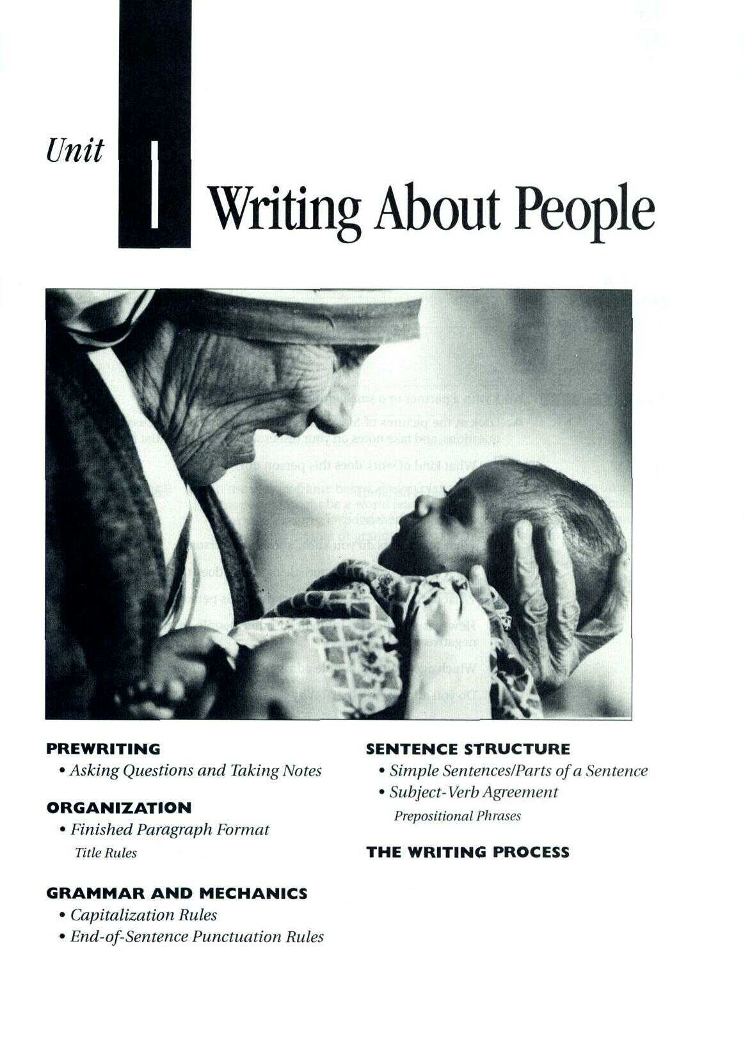 Unit
1
Writing About People
PREWRITING
• Asking Questions and Taking Notes
ORGANIZATION
• Finished Paragraph Format
Title Rules
GRAMMAR AND MECHANICS
• Capitalization Rules
• End-of-Sentence Punctuation Rules
SENTENCE STRUCTURE
• Simple Sentences/Parts of a Sentence
• Subject-Verb Agreement
Prepositional Phrases
THE WRITING PROCESS